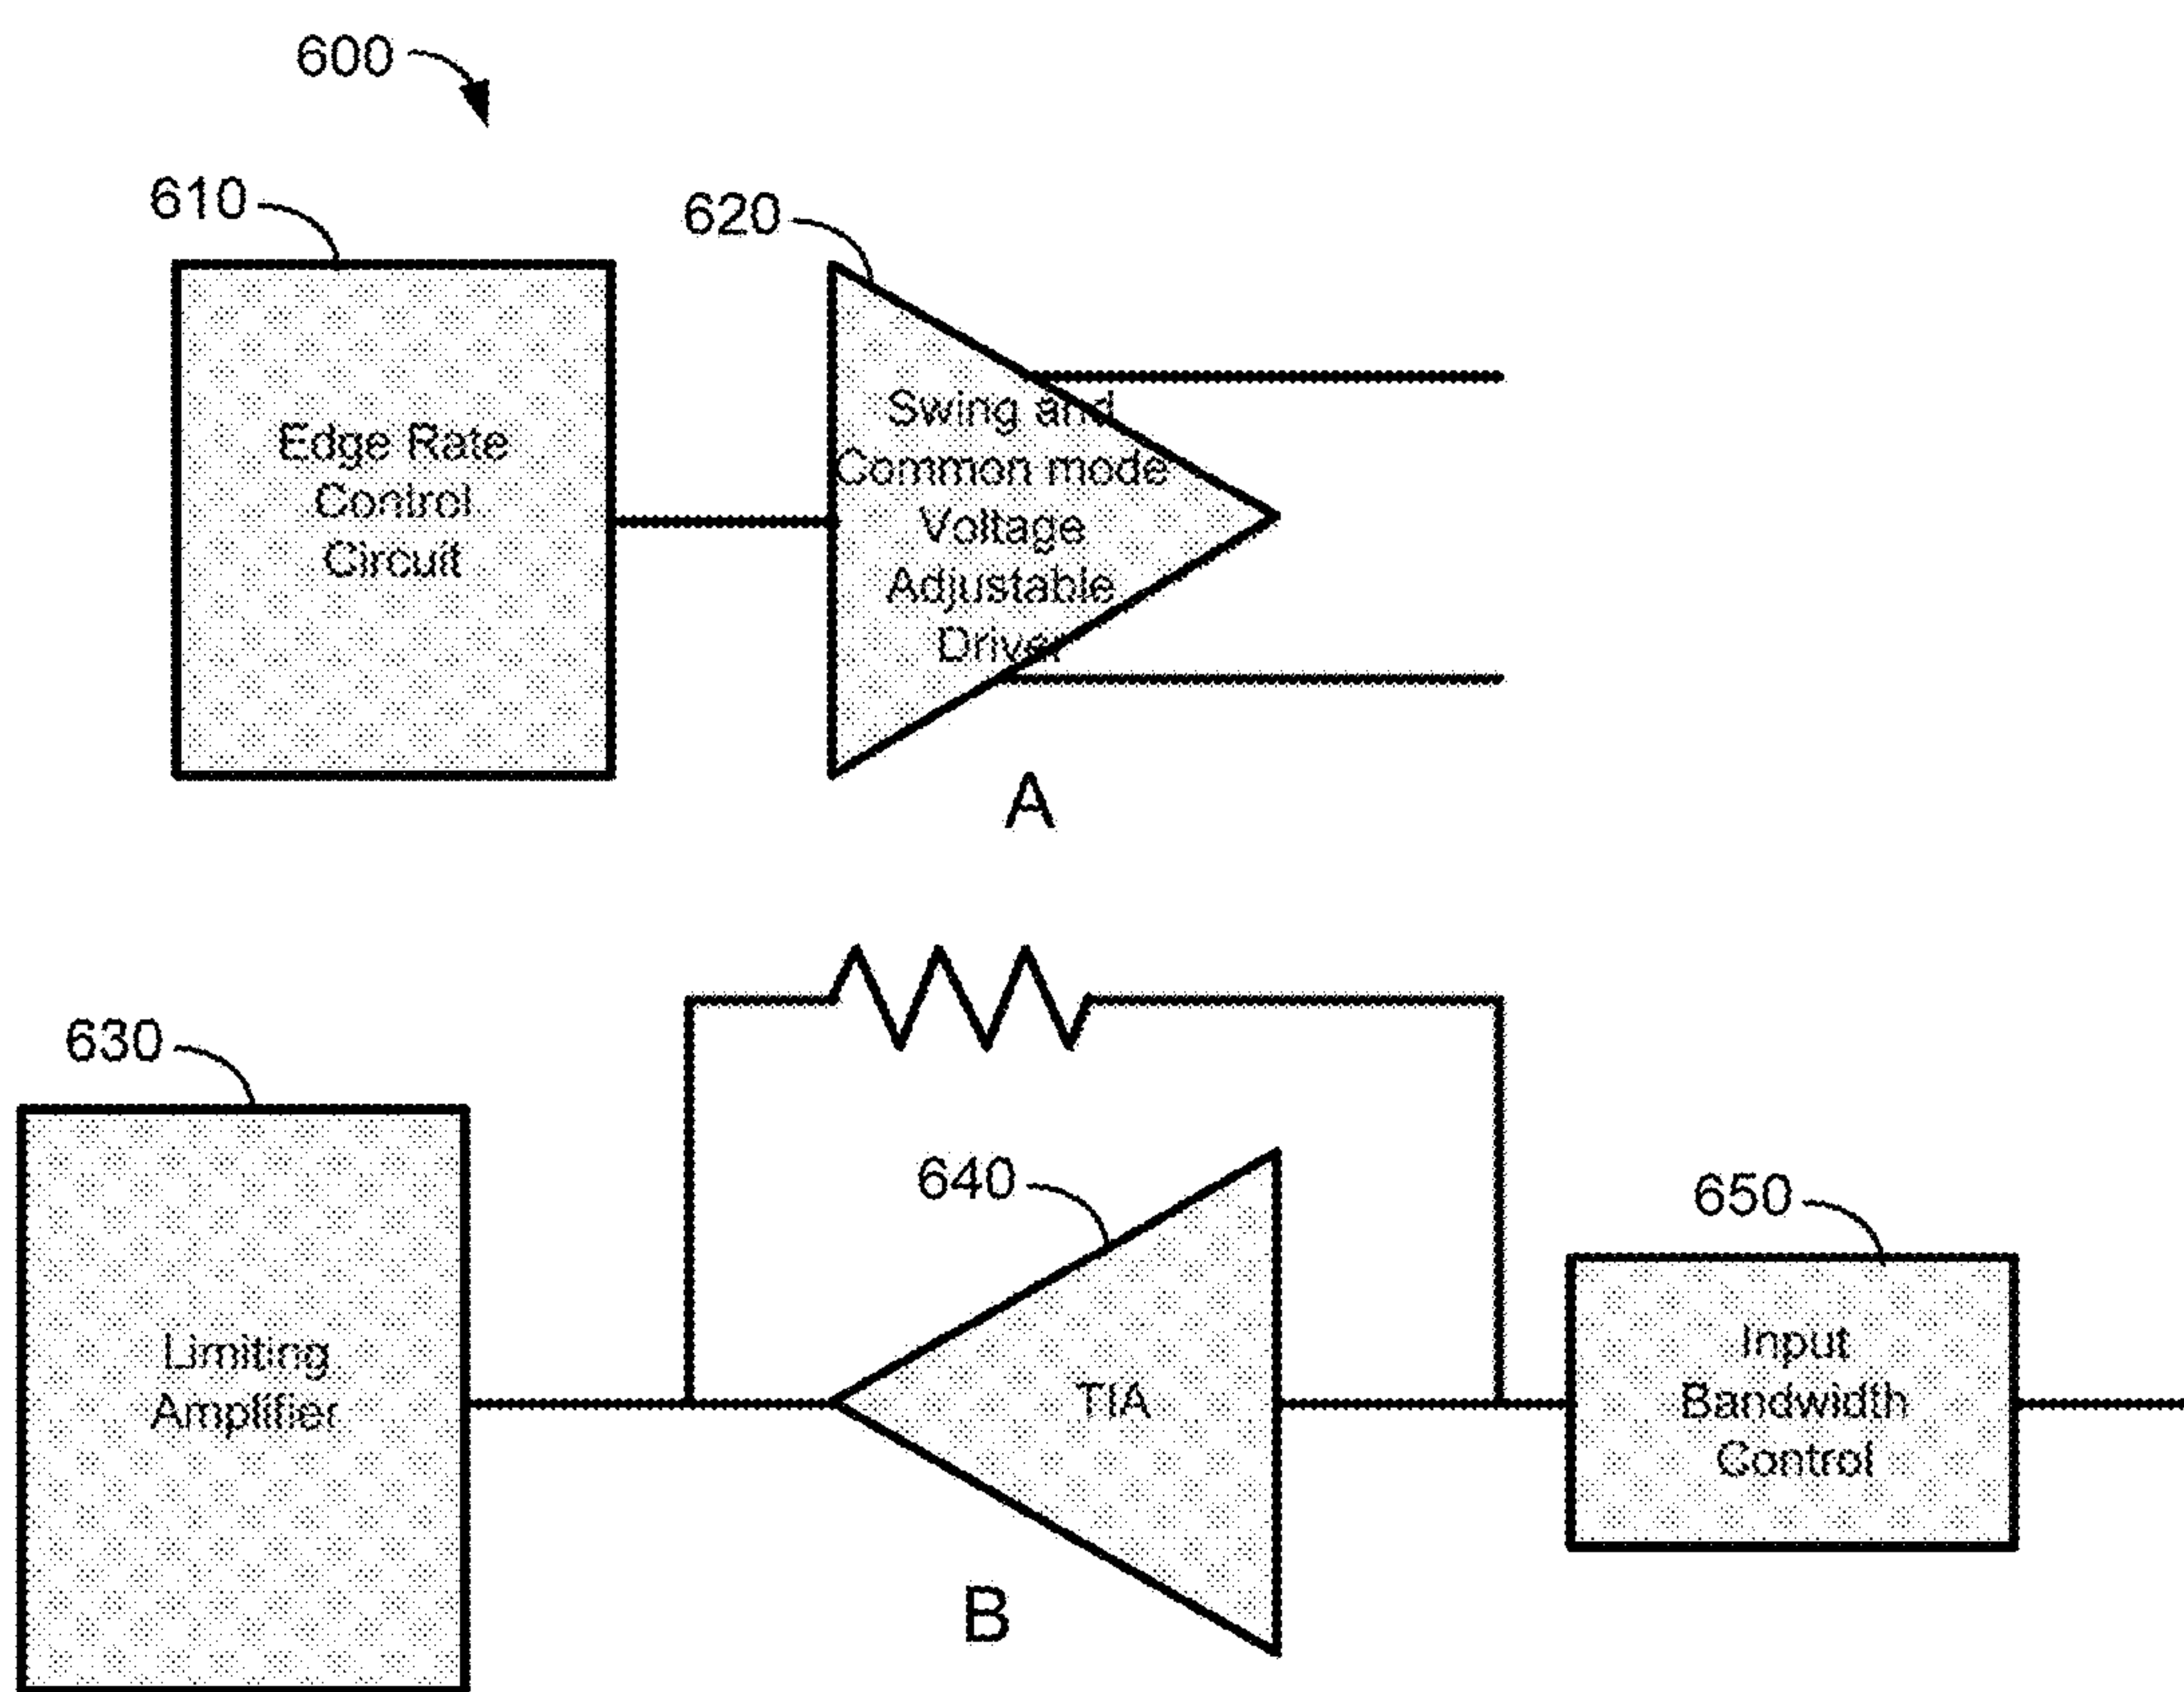 600
610
620
Edge Rate
Control
Circuit
Swing and
Common mode
Voltage
Adjustable
Driver
A
630
640
650
Limiting
Amplifier
TIA
Input
Bandwidth
Control
B